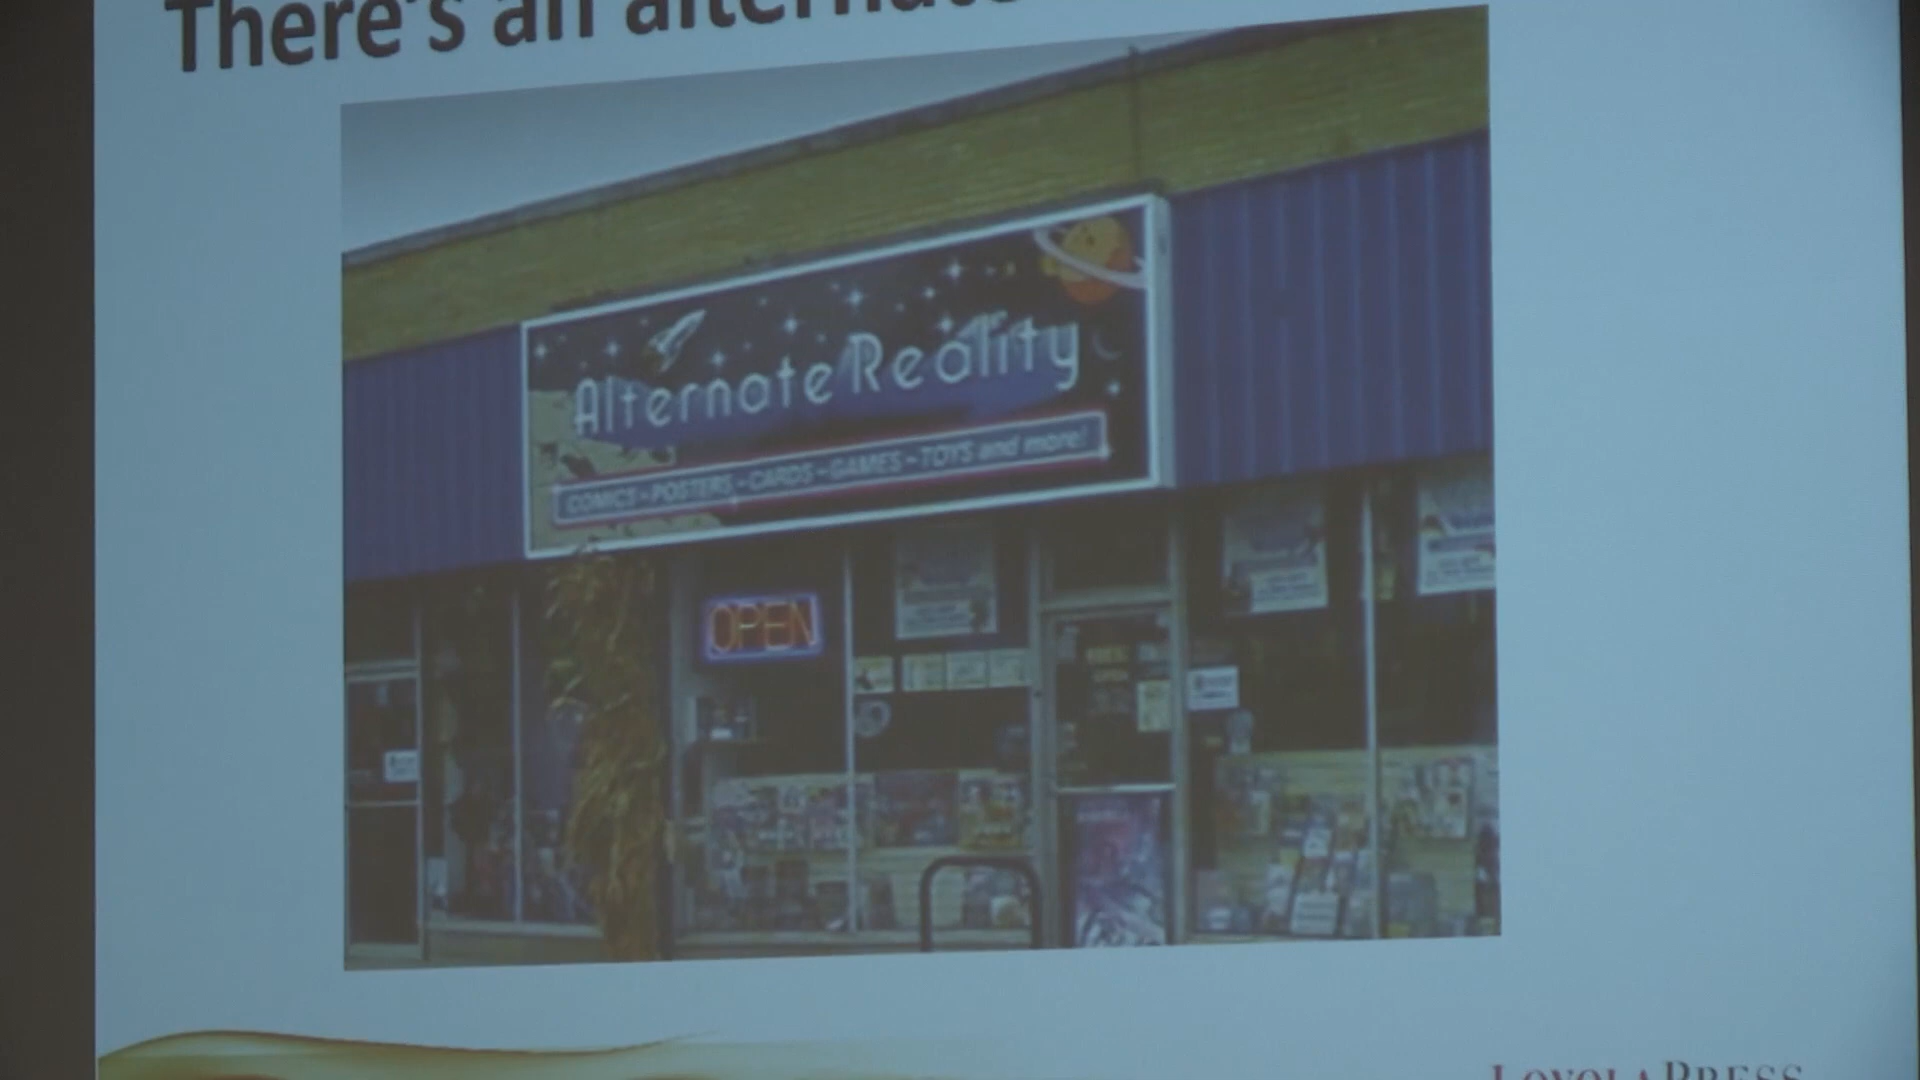 There's an alternate
Alternate Reality
COMICS ~ POSTERS ~ CARDS ~ GAMES ~ TOYS and more!
OPEN
LOYOLA PRESS